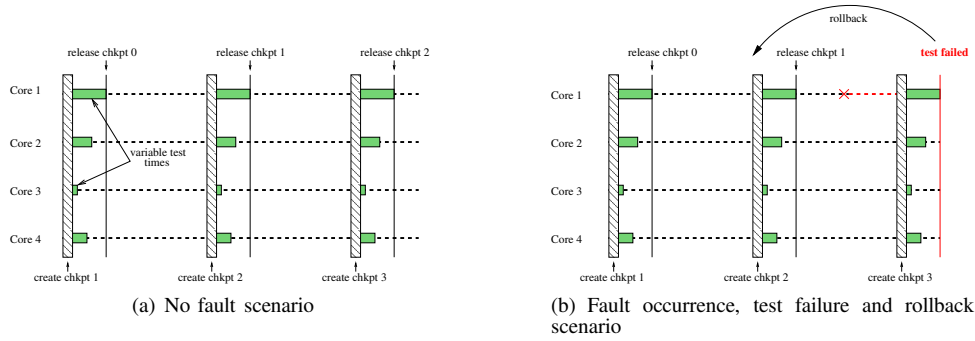 release chkpt 0
release chkpt 1
release chkpt 2
Core 1
Core 2
variable test
times
Core 3
Core 4
create chkpt 1
create chkpt 2
create chkpt 3
(a) No fault scenario
rollback
release chkpt 0
release chkpt 1
test failed
Core 1
Core 2
Core 3
Core 4
create chkpt 1
create chkpt 2
create chkpt 3
(b) Fault occurrence, test failure and rollback
scenario